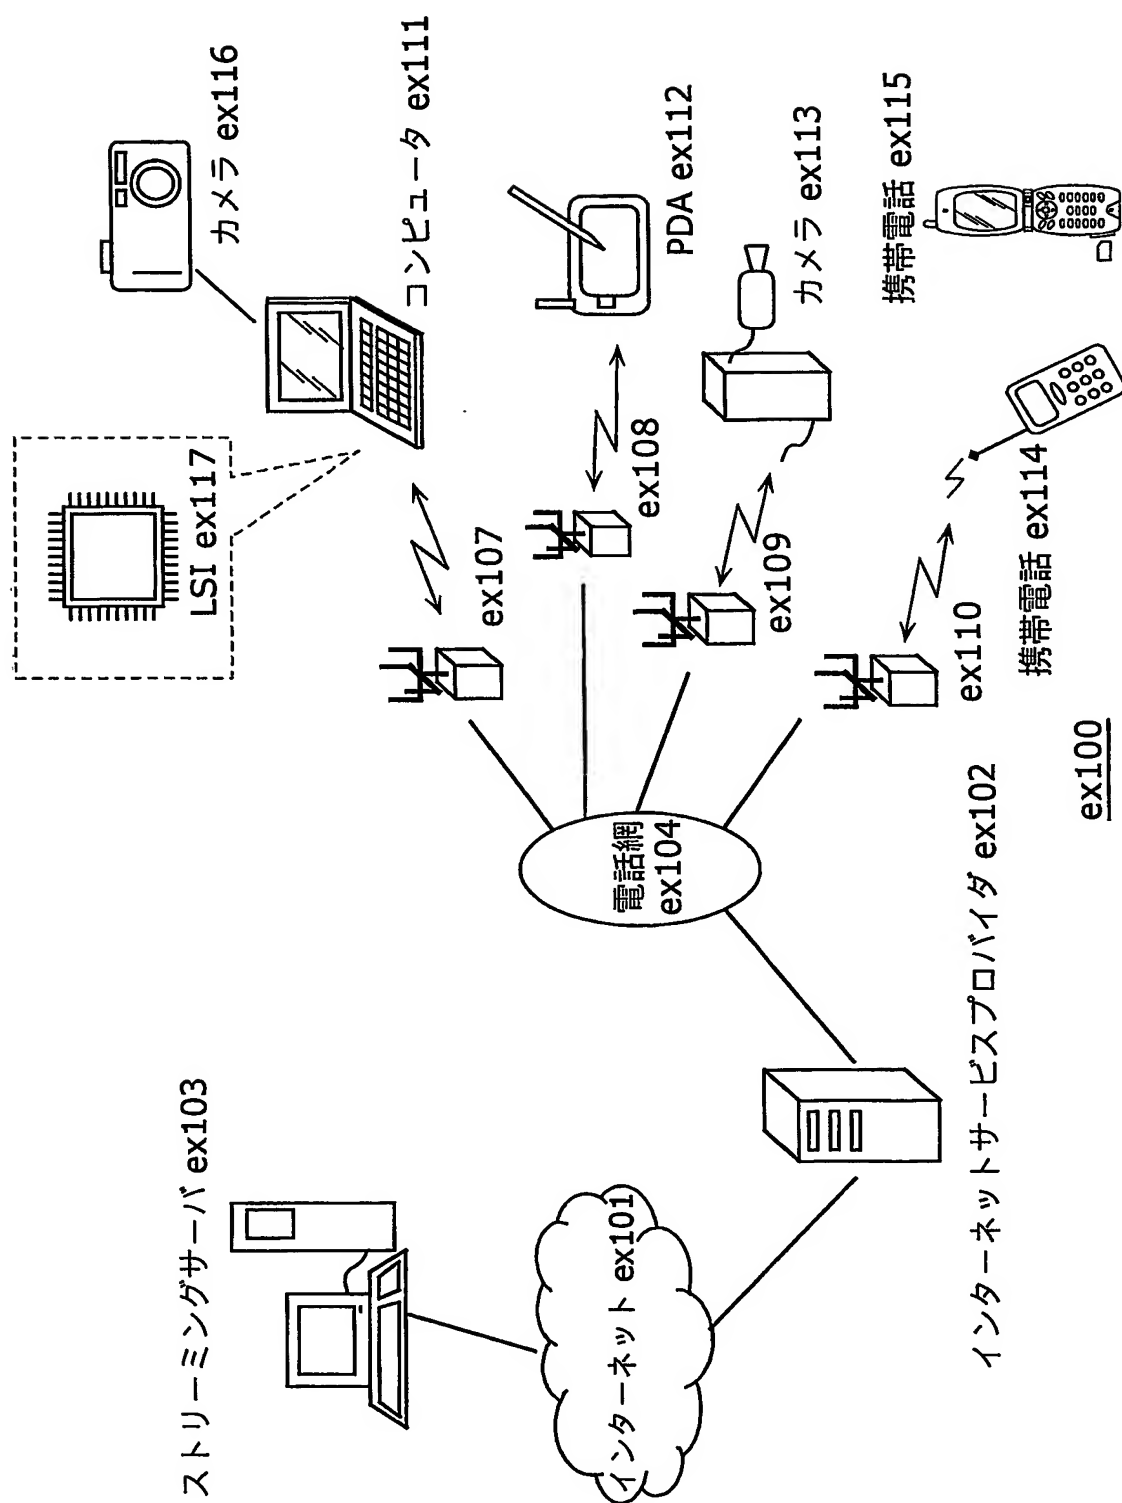 カメラ ex116
LSI ex117
コンピュータ ex111
ストリーミングサーバ ex103
ex107
ex108
PDA ex112
インターネット ex101
電話網
ex104
ex109
カメラ ex113
ex110
携帯電話 ex115
インターネットサービスプロバイダ ex102
携帯電話 ex114
ex100